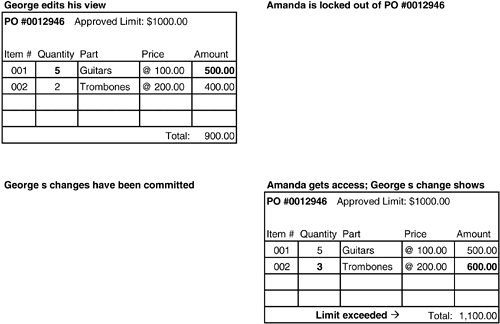 George edits his view
PO #0012946 Approved Limit: $1000.00
Item # Quantity Part Price Amount
001 5 Guitars @ 100.00 500.00
002 2 Trombones @ 200.00 400.00
Total: 900.00
Amanda is locked out of PO #0012946
George s changes have been committed
Amanda gets access; George s change shows
PO #0012946 Approved Limit: $1000.00
Item # Quantity Part Price Amount
001 5 Guitars @ 100.00 500.00
002 3 Trombones @ 200.00 600.00
Limit exceeded → Total: 1,100.00